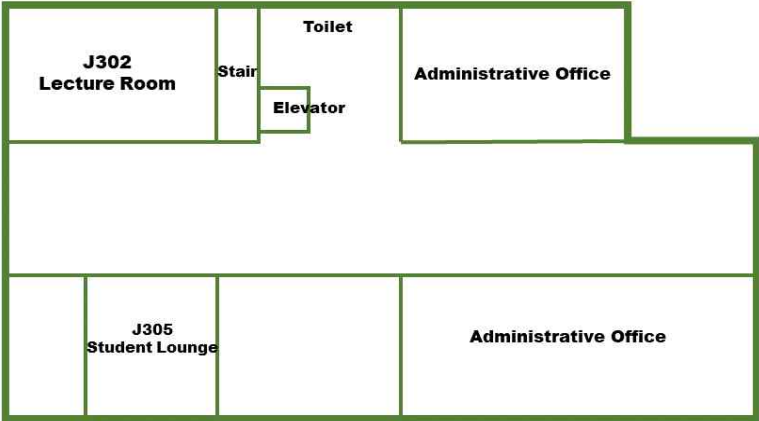 Toilet
J302
Lecture Room
Stair
Administrative Office
Elevator
J305
Student Lounge
Administrative Office